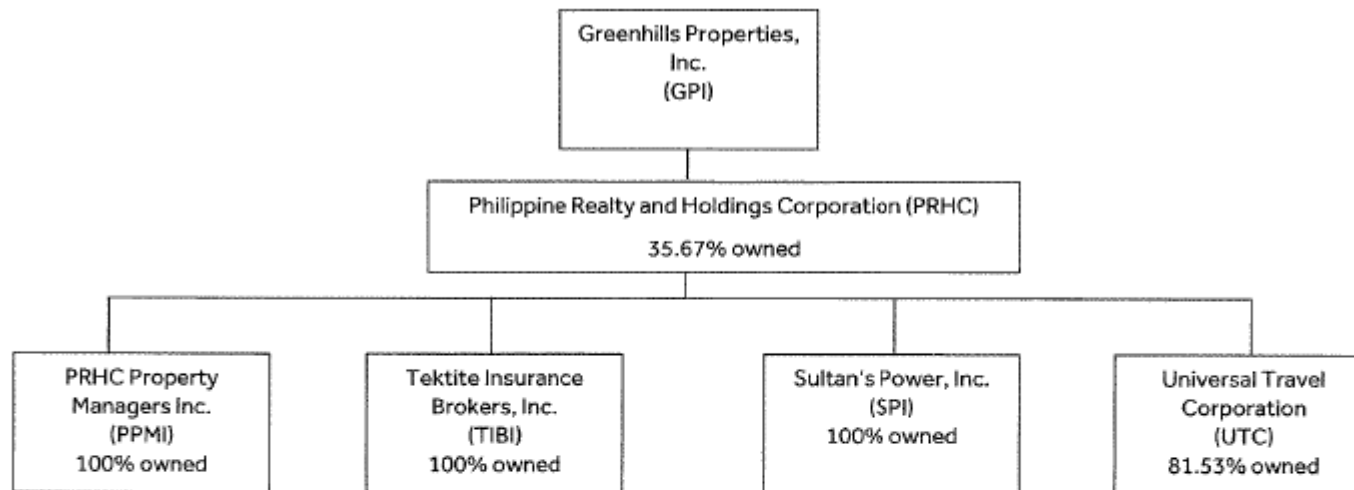 Greenhills Properties,
Inc.
(GPI)
Philippine Realty and Holdings Corporation (PRHC)
35.67% owned
PRHC Property
Managers Inc.
(PPMI)
100% owned
Tektite Insurance
Brokers, Inc.
(TIBI)
100% owned
Sultan's Power, Inc.
(SPI)
100% owned
Universal Travel
Corporation
(UTC)
81.53% owned